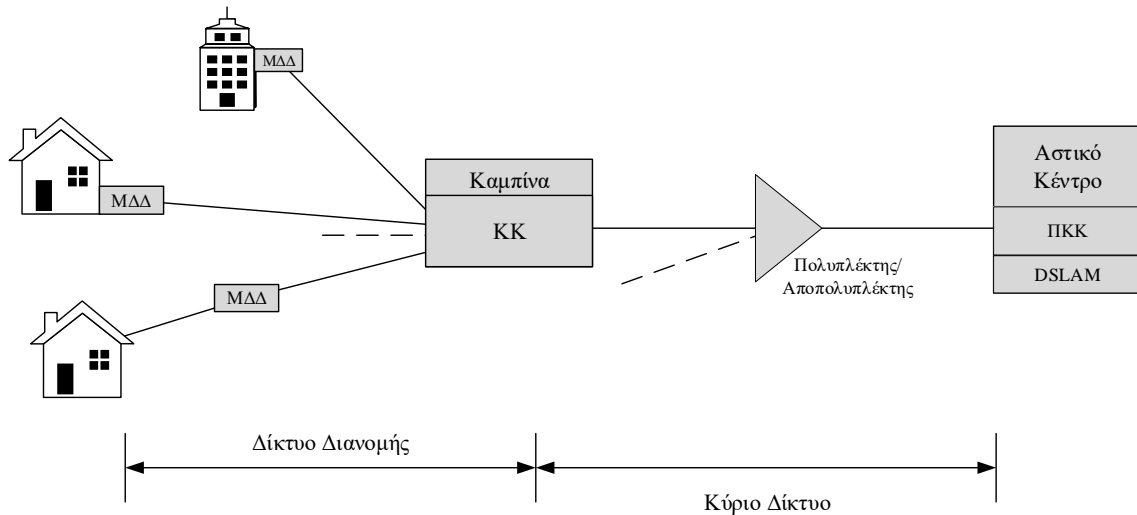 ΜΔΔ
ΜΔΔ
ΜΔΔ
Καμπίνα
ΚΚ
Πολυπλέκτης/
Αποπολυπλέκτης
Αστικό
Κέντρο
ΠΚΚ
DSLAM
Δίκτυο Διανομής
Κύριο Δίκτυο